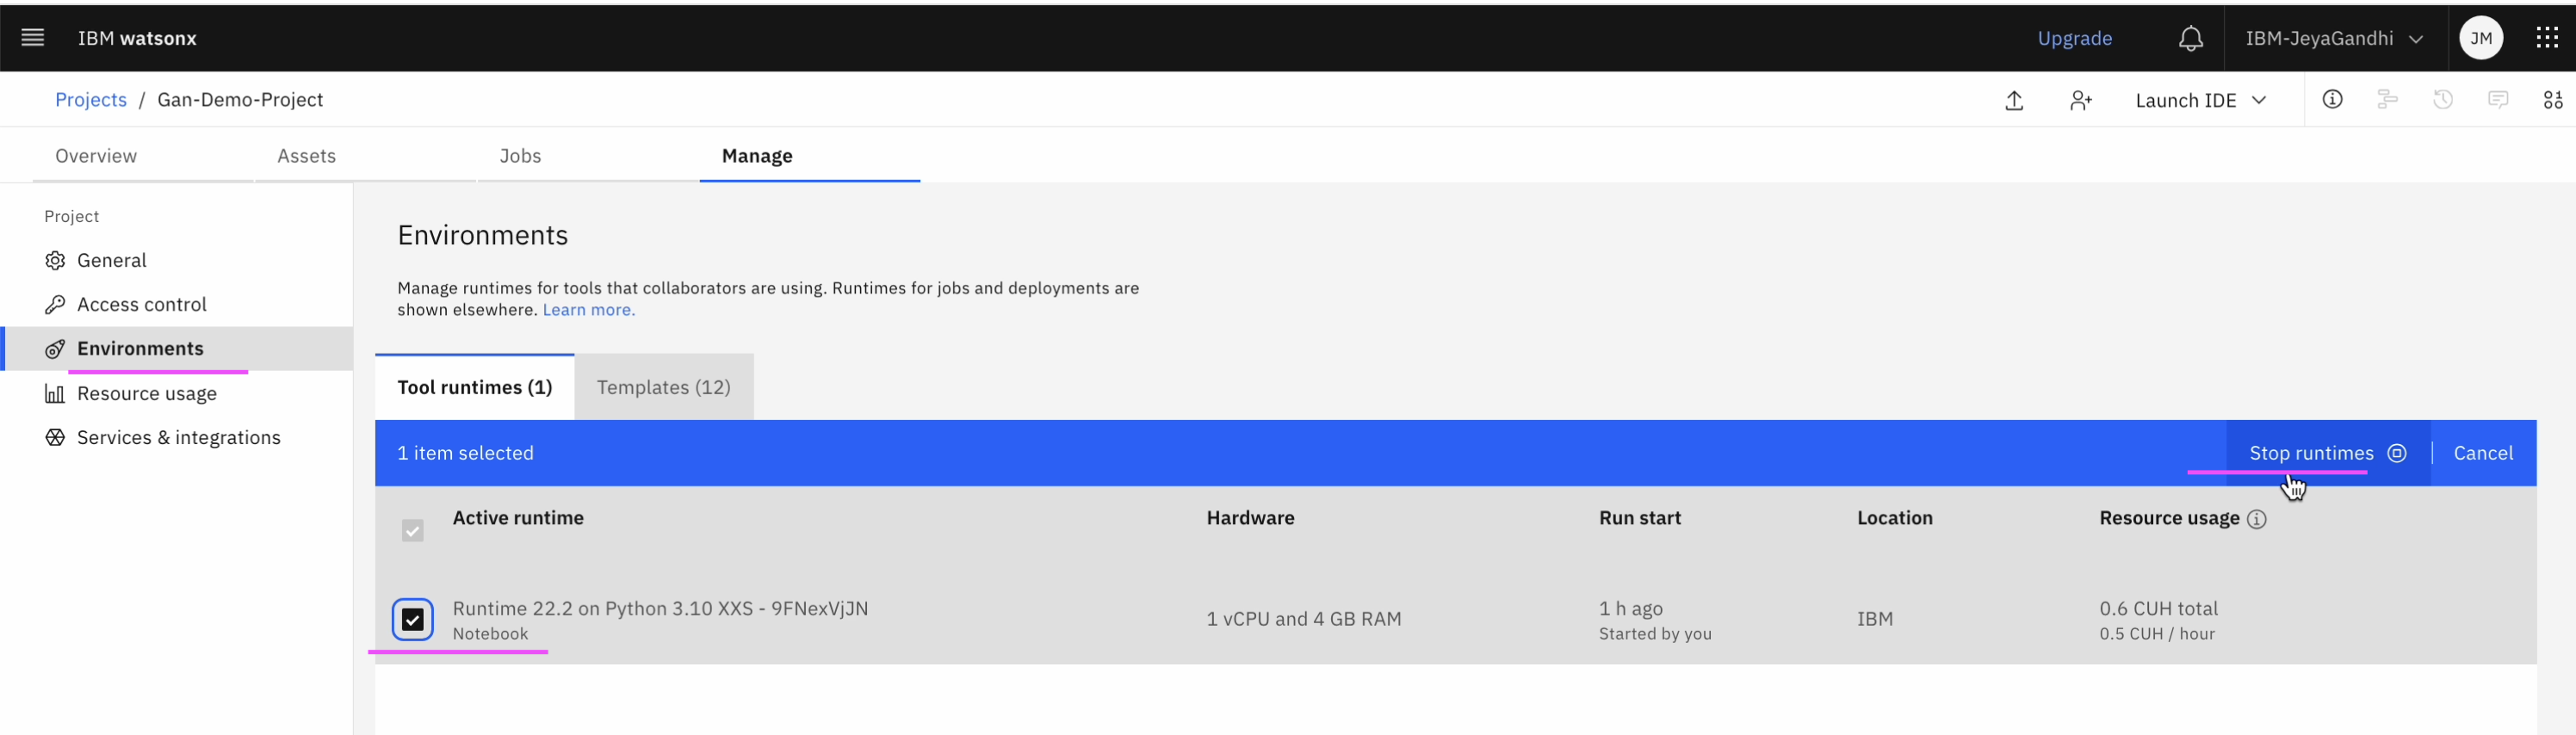 IBM watsonx
Upgrade
IBM-JeyaGandhi
JM
Projects / Gan-Demo-Project
Launch IDE
Overview
Assets
Jobs
Manage
Project
General
Access control
Environments
Resource usage
Services & integrations
Environments
Manage runtimes for tools that collaborators are using. Runtimes for jobs and deployments are
shown elsewhere. Learn more.
Tool runtimes (1)
Templates (12)
1 item selected
Stop runtimes
Cancel
Active runtime
Hardware
Run start
Location
Resource usage
Runtime 22.2 on Python 3.10 XXS - 9FNexVjJN
Notebook
1 vCPU and 4 GB RAM
1 h ago
Started by you
IBM
0.6 CUH total
0.5 CUH / hour